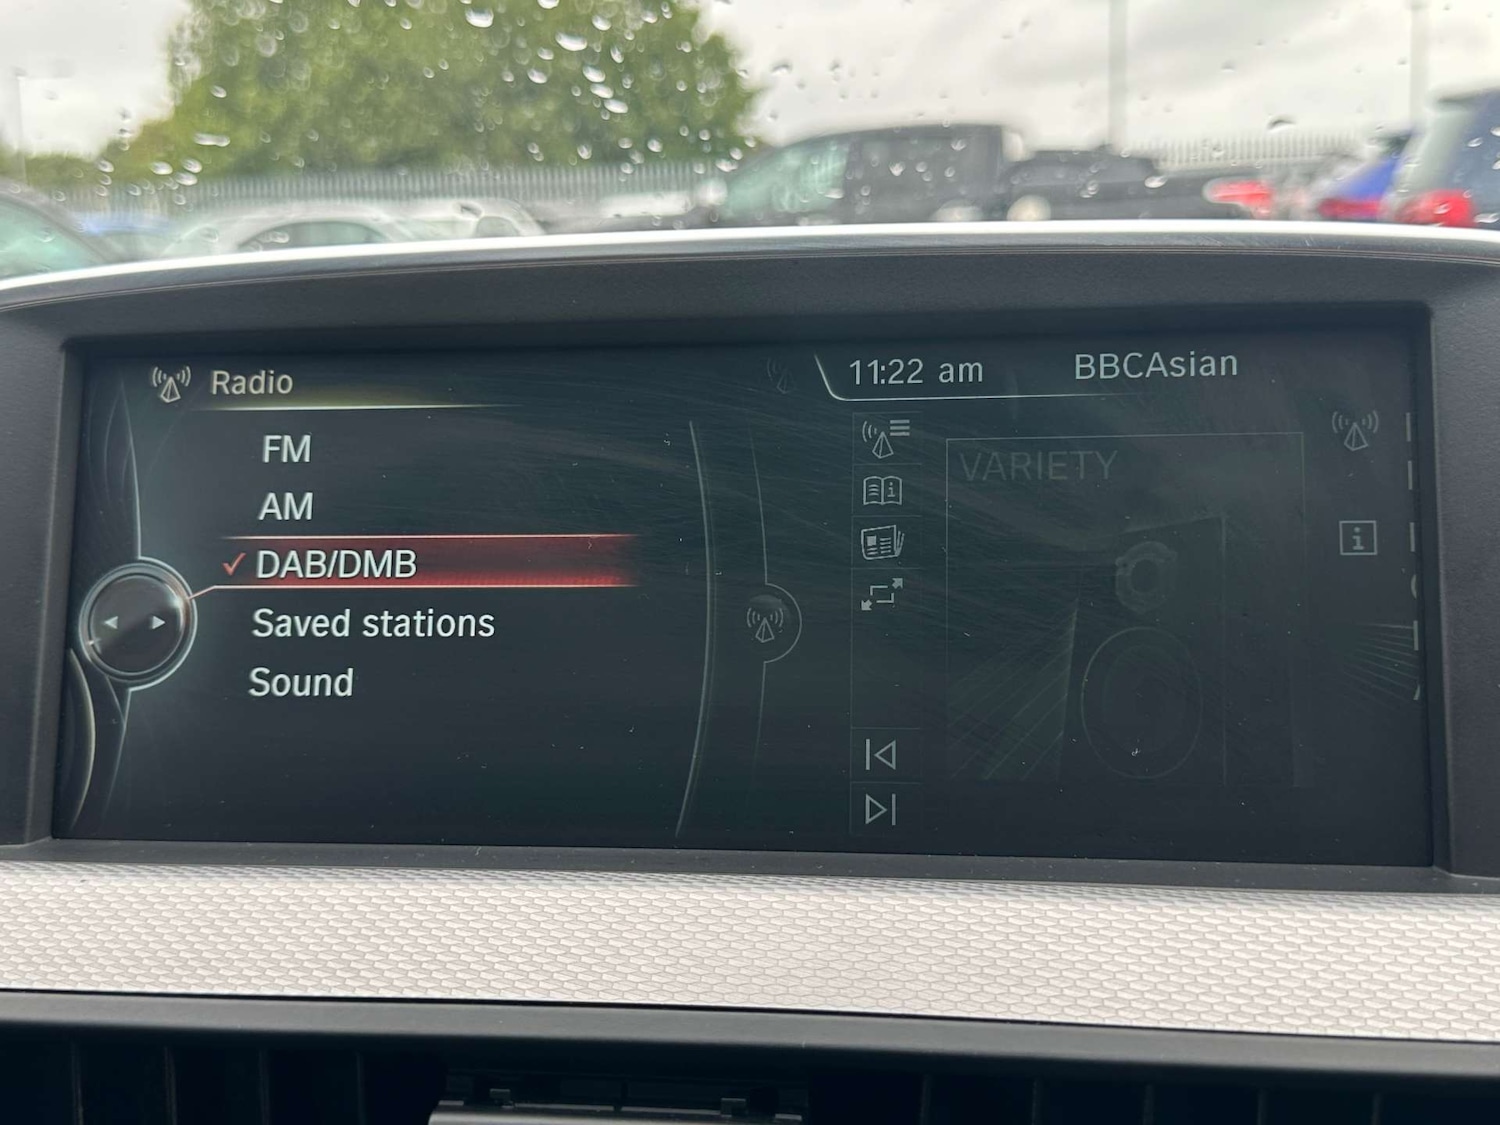 Radio
11:22 am
BBCAsian
FM
AM
DAB/DMB
Saved stations
Sound
VARIETY